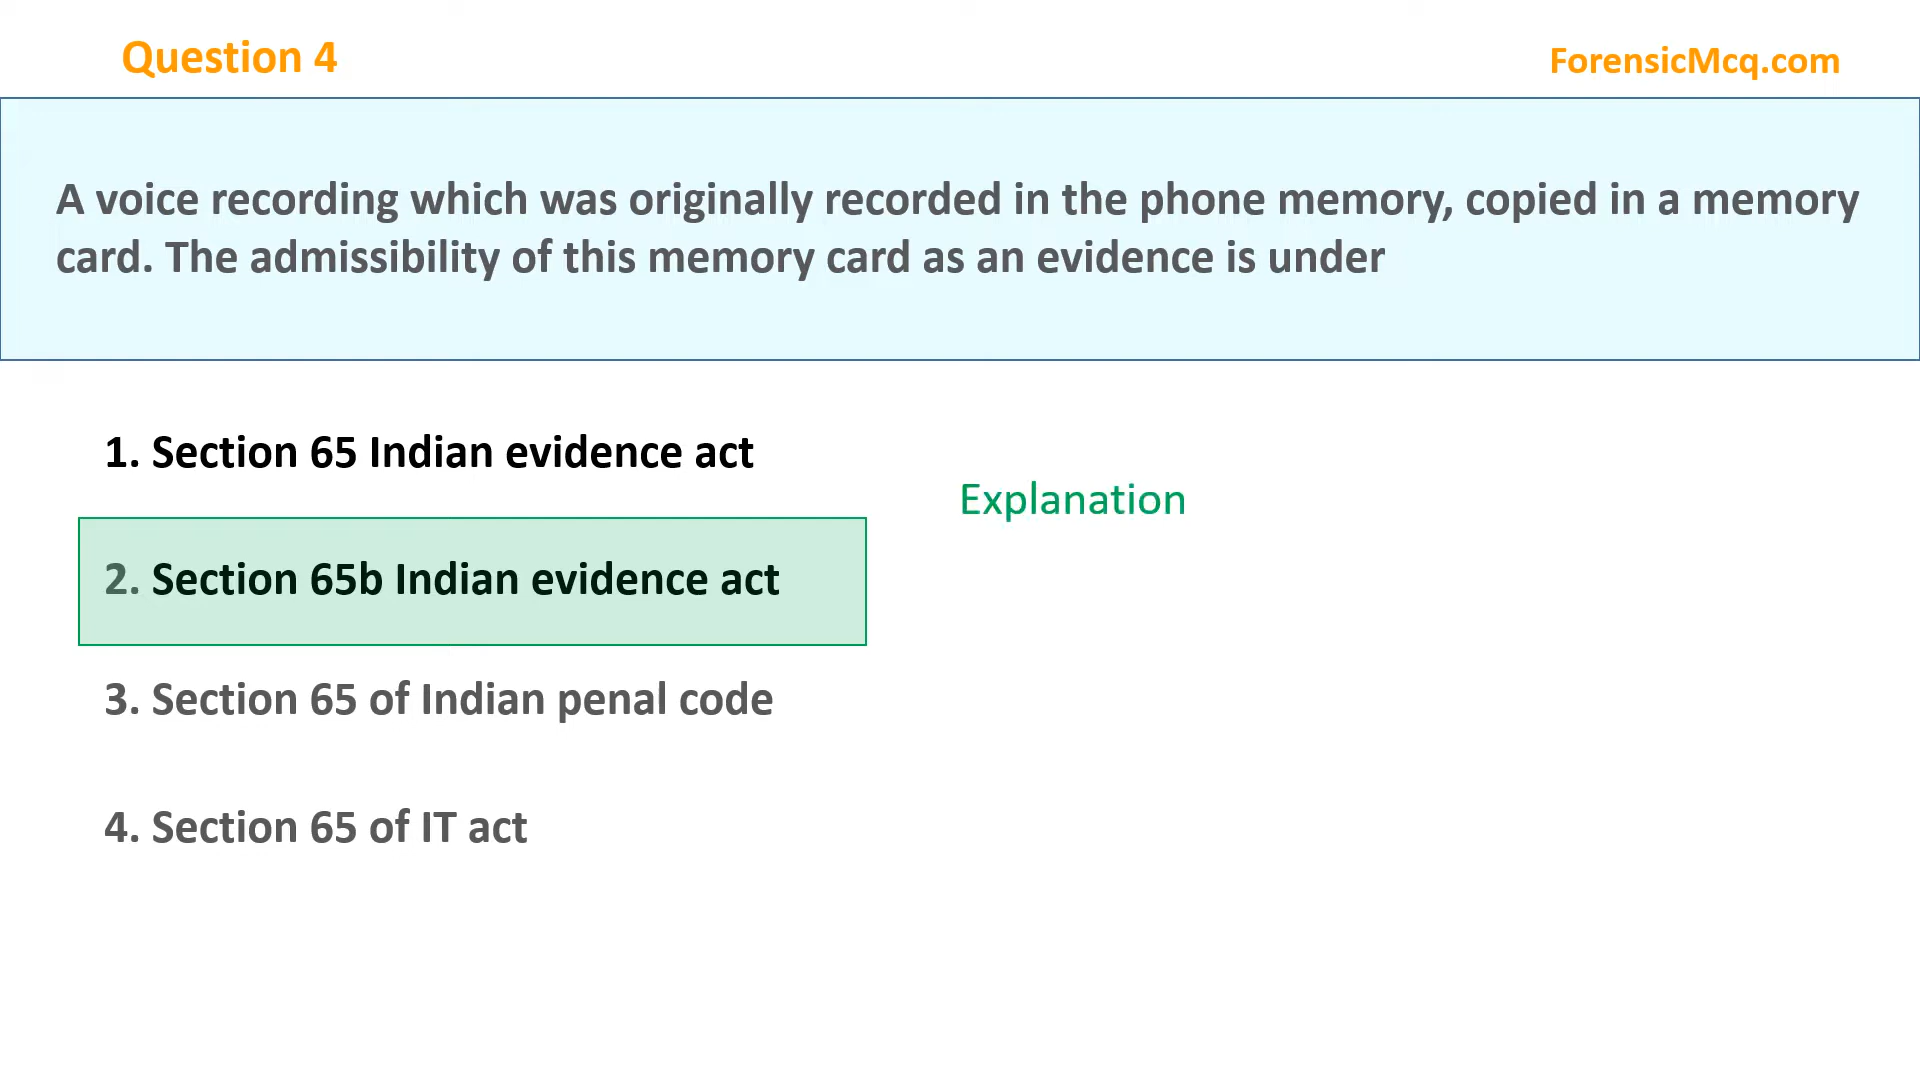 Question 4
ForensicMcq.com
A voice recording which was originally recorded in the phone memory, copied in a memory
card. The admissibility of this memory card as an evidence is under
1. Section 65 Indian evidence act
Explanation
2. Section 65b Indian evidence act
3. Section 65 of Indian penal code
4. Section 65 of IT act